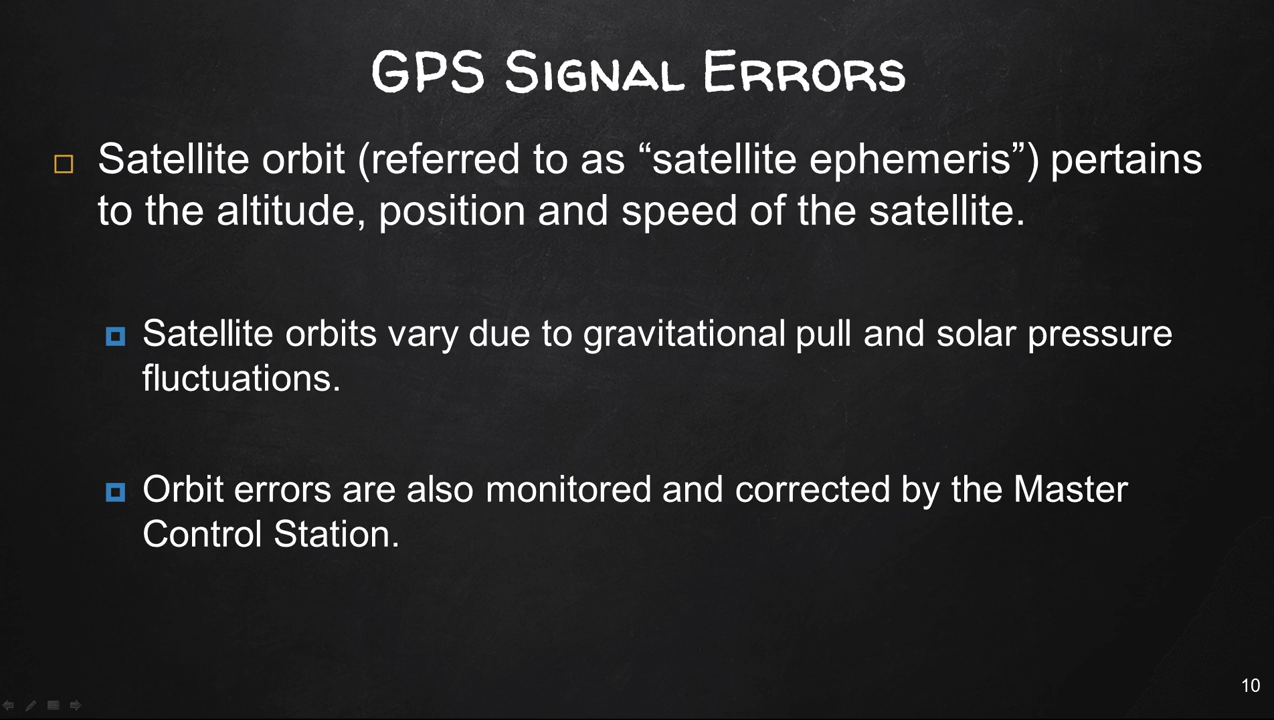 GPS Signal Errors
Satellite orbit (referred to as “satellite ephemeris”) pertains
to the altitude, position and speed of the satellite.
Satellite orbits vary due to gravitational pull and solar pressure
fluctuations.
Orbit errors are also monitored and corrected by the Master
Control Station.
10